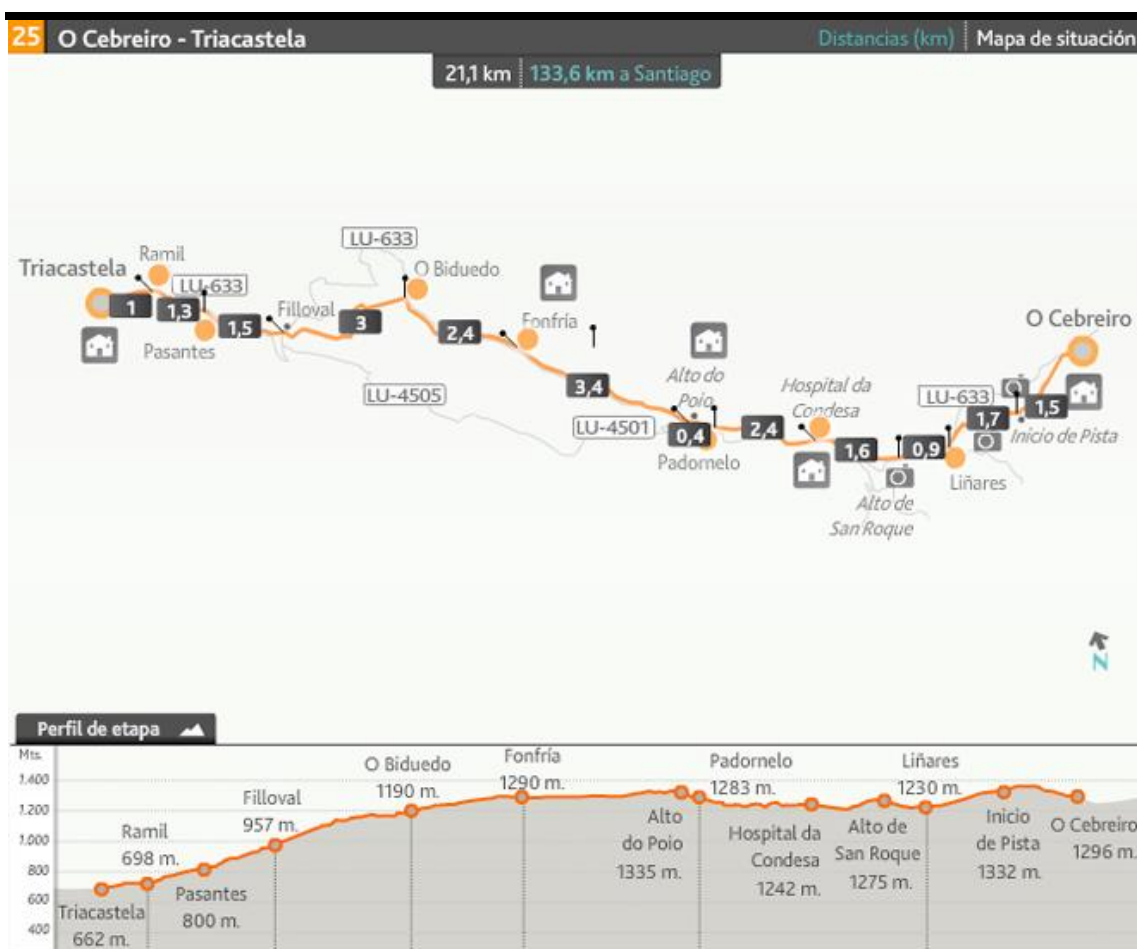 25 O Cebreiro - Triacastela
Distancias (km) Mapa de situación
21,1 km 133,6 km a Santiago
LU-633
Ramil
O Biduedo
Triacastela
LU-633
Filloval
Fonfría
O Cebreiro
1
1,3
1,5
3
2,4
Pasantes
Alto do
Poio
Hospital da
Condesa
LU-4505
3,4
LU-633
1,5
1,7
LU-4501
0,4
2,4
Inicio de Pista
1,6
0,9
Padornelo
Liñares
Alto de
San Roque
N
Perfil de etapa
Mts.
1.400
1.200
1.000
800
600
400
Triacastela
662 m.
Ramil
698 m.
Pasantes
800 m.
Filloval
957 m.
O Biduedo
1190 m.
Fonfría
1290 m.
Alto
do Poio
1335 m.
Padornelo
1283 m.
Hospital da
Condesa
1242 m.
Alto de
San Roque
1275 m.
Liñares
1230 m.
Inicio
de Pista
1332 m.
O Cebreiro
1296 m.